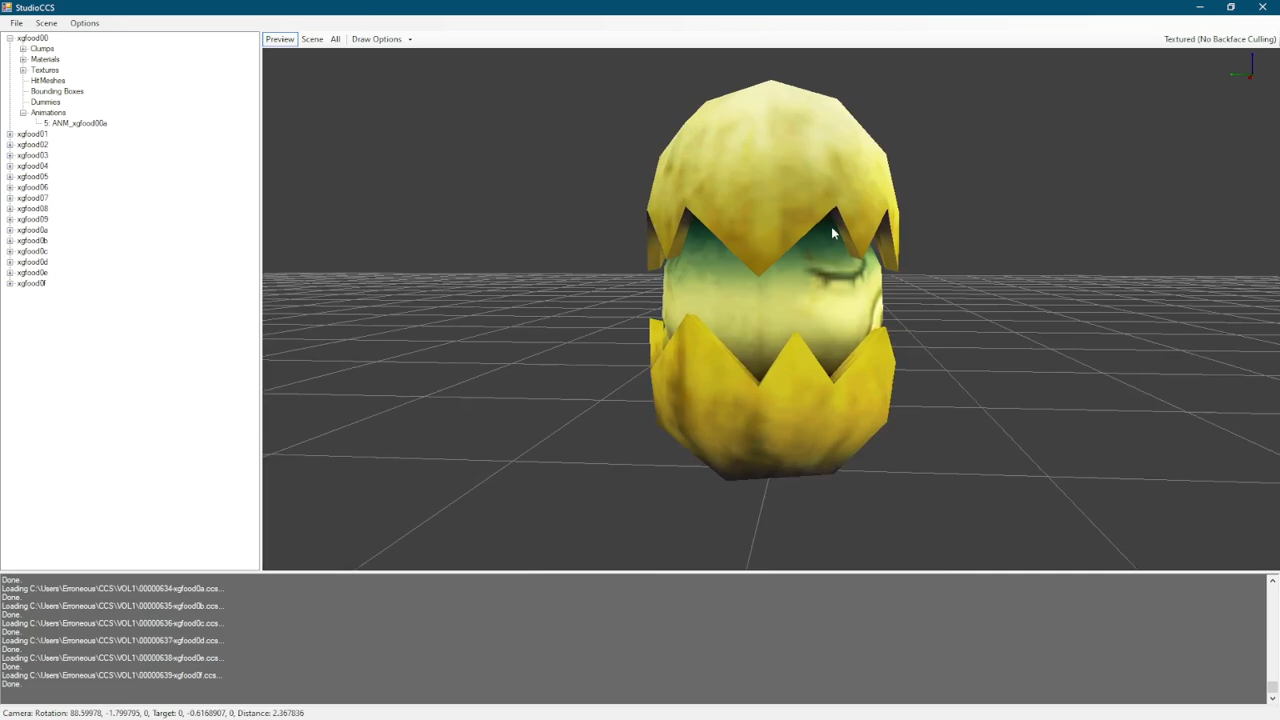 StudioCCS
File Scene Options
xgfood00
Clumps
Materials
Textures
HitMeshes
Bounding Boxes
Dummies
Animations
5: ANM_xgfood00a
xgfood01
xgfood02
xgfood03
xgfood04
xgfood05
xgfood06
xgfood07
xgfood08
xgfood09
xgfood0a
xgfood0b
xgfood0c
xgfood0d
xgfood0e
xgfood0f
Preview Scene All Draw Options
Textured (No Backface Culling)
Done.
Loading C:\Users\Erroneous\CCS\VOL1\00000634-xgfood0a.ccs...
Done.
Loading C:\Users\Erroneous\CCS\VOL1\00000635-xgfood0b.ccs...
Done.
Loading C:\Users\Erroneous\CCS\VOL1\00000636-xgfood0c.ccs...
Done.
Loading C:\Users\Erroneous\CCS\VOL1\00000637-xgfood0d.ccs...
Done.
Loading C:\Users\Erroneous\CCS\VOL1\00000638-xgfood0e.ccs...
Done.
Loading C:\Users\Erroneous\CCS\VOL1\00000639-xgfood0f.ccs...
Done.
Camera: Rotation: 88.59978, -1.799795, 0, Target: 0, -0.6168907, 0, Distance: 2.367836